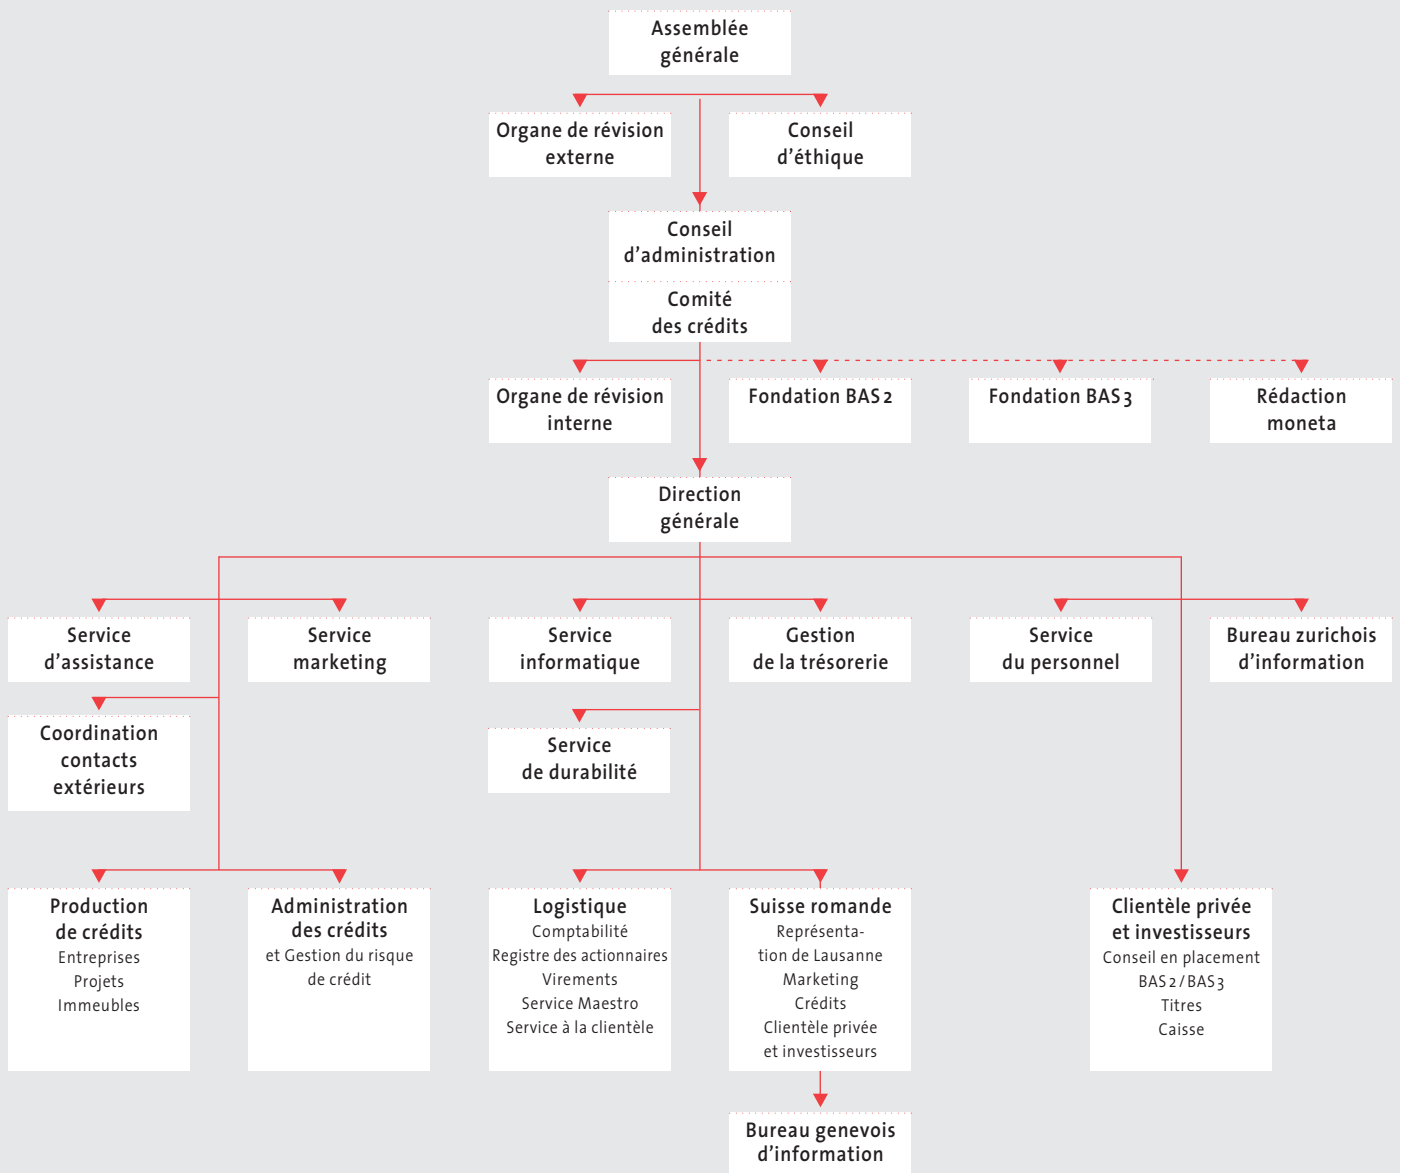 Assemblée
générale
Organe de révision
externe
Conseil
d’éthique
Conseil
d’administration
Comité
des crédits
Organe de révision
interne
Fondation BAS 2
Fondation BAS 3
Rédaction
moneta
Direction
générale
Service
d’assistance
Service
marketing
Service
informatique
Gestion
de la trésorerie
Service
du personnel
Bureau zurichois
d’information
Coordination
contacts
extérieurs
Service
de durabilité
Production
de crédits
Entreprises
Projets
Immeubles
Administration
des crédits
et Gestion du risque
de crédit
Logistique
Comptabilité
Registre des actionnaires
Virements
Service Maestro
Service à la clientèle
Suisse romande
Représenta-
tion de Lausanne
Marketing
Crédits
Clientèle privée
et investisseurs
Clientèle privée
et investisseurs
Conseil en placement
BAS 2 / BAS 3
Titres
Caisse
Bureau genevois
d’information